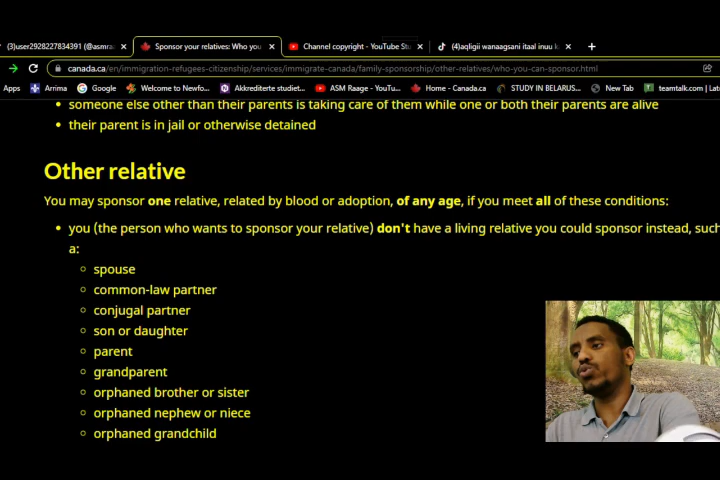 (3)user2928227834391 (@asmra
Sponsor your relatives: Who you
Channel copyright - YouTube Stu
(4)aqligii wanaagsani itaal inuu k
canada.ca/en/immigration-refugees-citizenship/services/immigrate-canada/family-sponsorship/other-relatives/who-you-can-sponsor.html
Apps Arrima Google Welcome to Newfo... Akkrediterte studiet... ASM Raage - YouTu... Home - Canada.ca STUDY IN BELARUS... New Tab teamtalk.com | Late
someone else other than their parents is taking care of them while one or both their parents are alive
their parent is in jail or otherwise detained
Other relative
You may sponsor one relative, related by blood or adoption, of any age, if you meet all of these conditions:
you (the person who wants to sponsor your relative) don't have a living relative you could sponsor instead, such
a:
spouse
common-law partner
conjugal partner
son or daughter
parent
grandparent
orphaned brother or sister
orphaned nephew or niece
orphaned grandchild